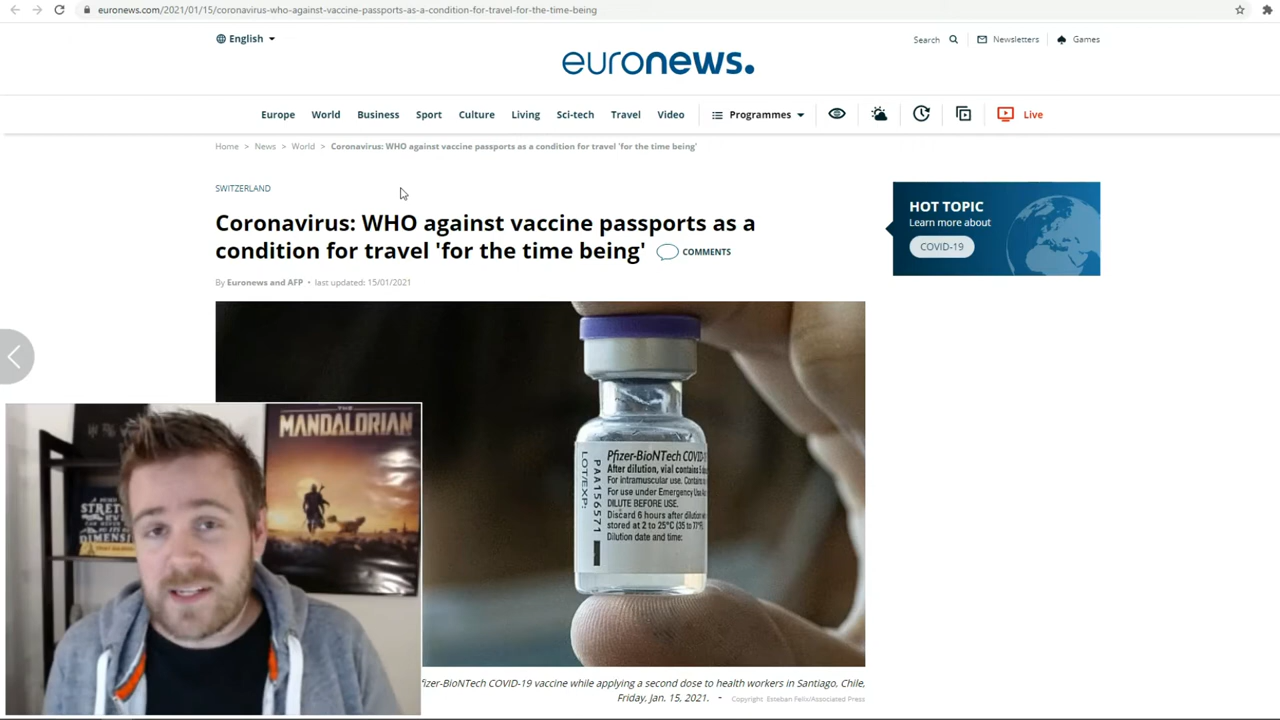 euronews.com/2021/01/15/coronavirus-who-against-vaccine-passports-as-a-condition-for-travel-for-the-time-being
English
euronews.
Search
Newsletters
Games
Europe
World
Business
Sport
Culture
Living
Sci-tech
Travel
Video
Programmes
Live
Home > News > World > Coronavirus: WHO against vaccine passports as a condition for travel 'for the time being'
SWITZERLAND
Coronavirus: WHO against vaccine passports as a
condition for travel 'for the time being'
COMMENTS
By Euronews and AFP • last updated: 15/01/2021
HOT TOPIC
Learn more about
COVID-19
Pfizer-BioNTech COVID-
After dilution, vial contains
For intramuscular use.
For use under Emergency Use
DILUTE BEFORE USE.
Discard 6 hours after dilution
stored at 2 to 25°C (35 to 77°F)
Dilution date and time:
LOT/EXP:
PAA156571
THE
MANDALORIAN
STRETC
DIMENSI
izer-BioNTech COVID-19 vaccine while applying a second dose to health workers in Santiago, Chile,
Friday, Jan. 15, 2021. - Copyright Esteban Felix/Associated Press